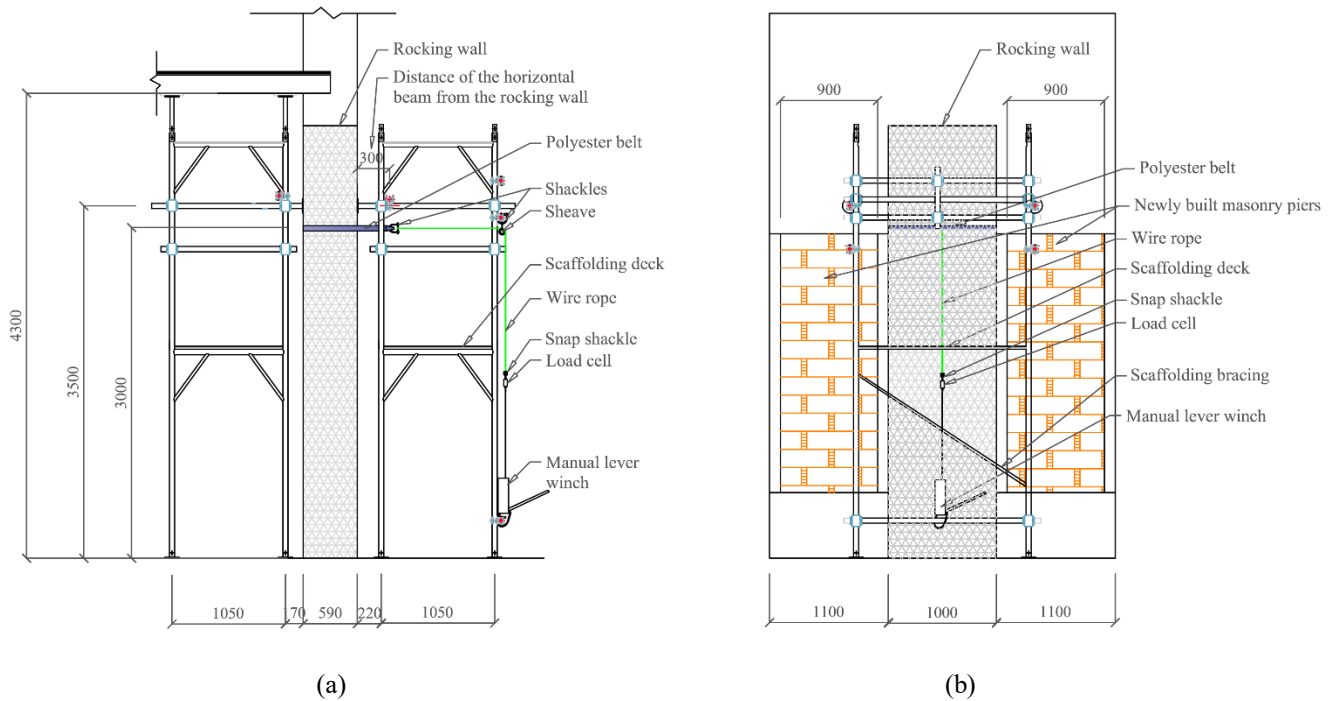 Rocking wall
Distance of the horizontal
beam from the rocking wall
300
Polyester belt
Shackles
Sheave
Scaffolding deck
Wire rope
Snap shackle
Load cell
Manual lever
winch
4300
3500
3000
1050
170
590
220
1050
(a)
Rocking wall
900
900
Polyester belt
Newly built masonry piers
Wire rope
Scaffolding deck
Snap shackle
Load cell
Scaffolding bracing
Manual lever winch
1100
1000
1100
(b)